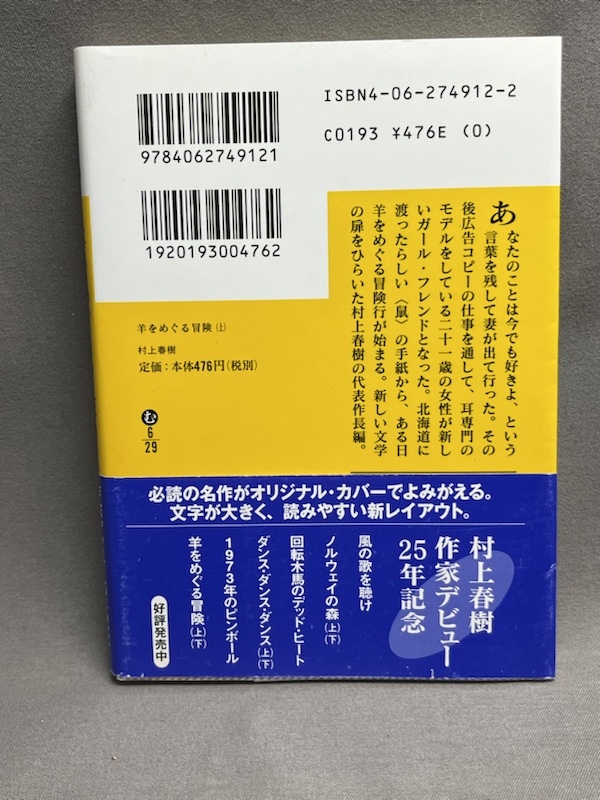 ISBN4-06-274912-2
C0193 ¥476E (0)
9784062749121
1920193004762
羊をめぐる冒険(上)
村上春樹
定価:本体476円(税別)
む
6
29
あなたのことは今でも好きよ、という
言葉を残して妻が出て行った。その
後広告コピーの仕事を通して、耳専門の
モデルをしている二十一歳の女性が新し
いガール・フレンドとなった。北海道に
渡ったらしい〈鼠〉の手紙から、ある日
羊をめぐる冒険行が始まる。新しい文学
の扉をひらいた村上春樹の代表作長編。
必読の名作がオリジナル・カバーでよみがえる。
文字が大きく、読みやすい新レイアウト。
村上春樹
作家デビュー
25年記念
風の歌を聴け
ノルウェイの森(上)(下)
回転木馬のデッド・ヒート
ダンス・ダンス・ダンス(上)(下)
1973年のピンボール
羊をめぐる冒険(上)(下)
好評発売中